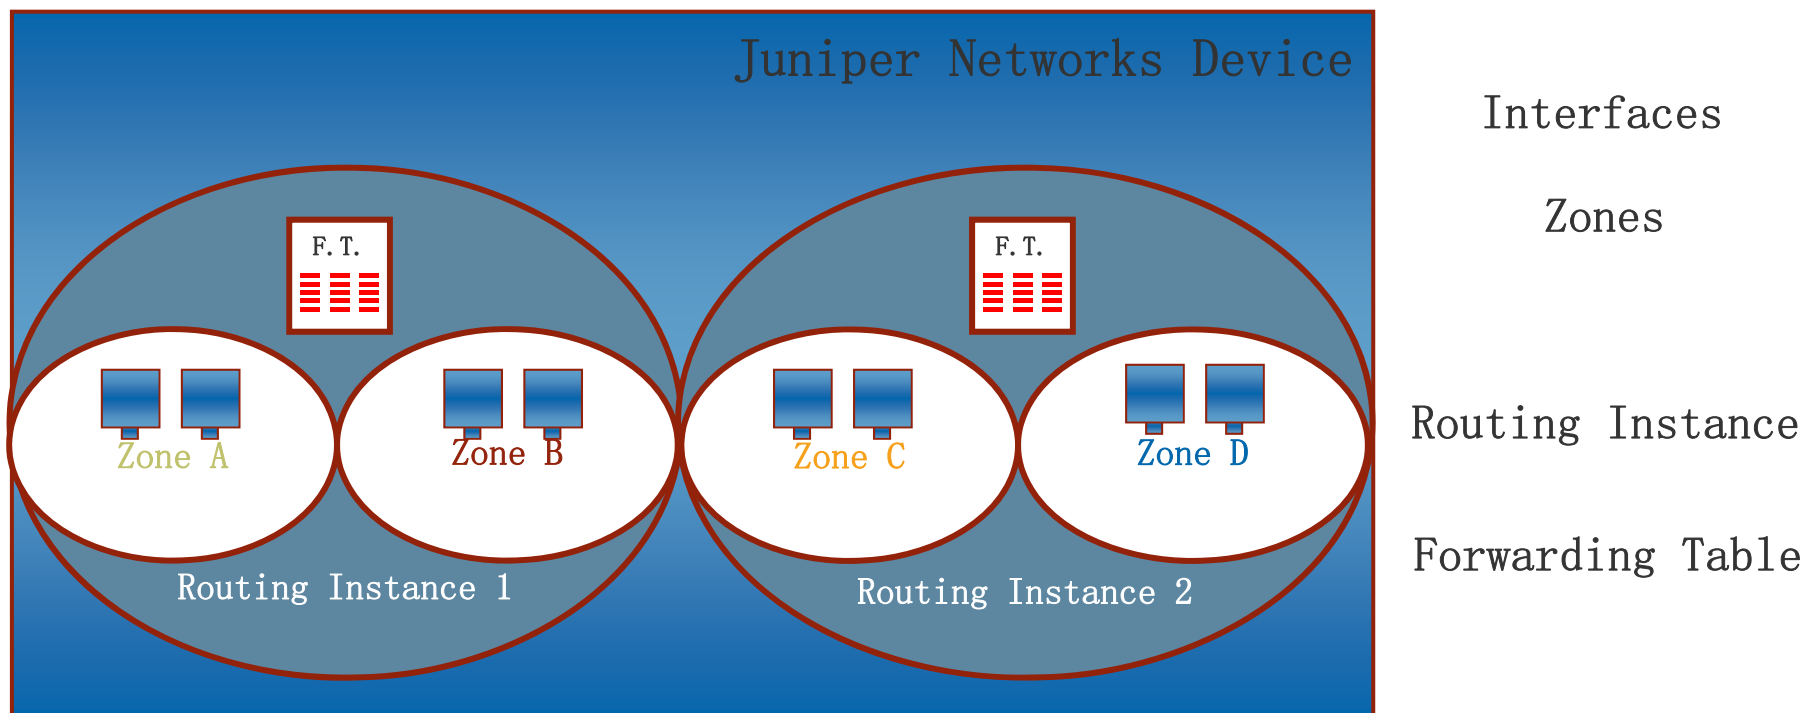 Juniper Networks Device
Interfaces
Zones
F.T.
F.T.
Zone A
Zone B
Zone C
Zone D
Routing Instance
Forwarding Table
Routing Instance 1
Routing Instance 2